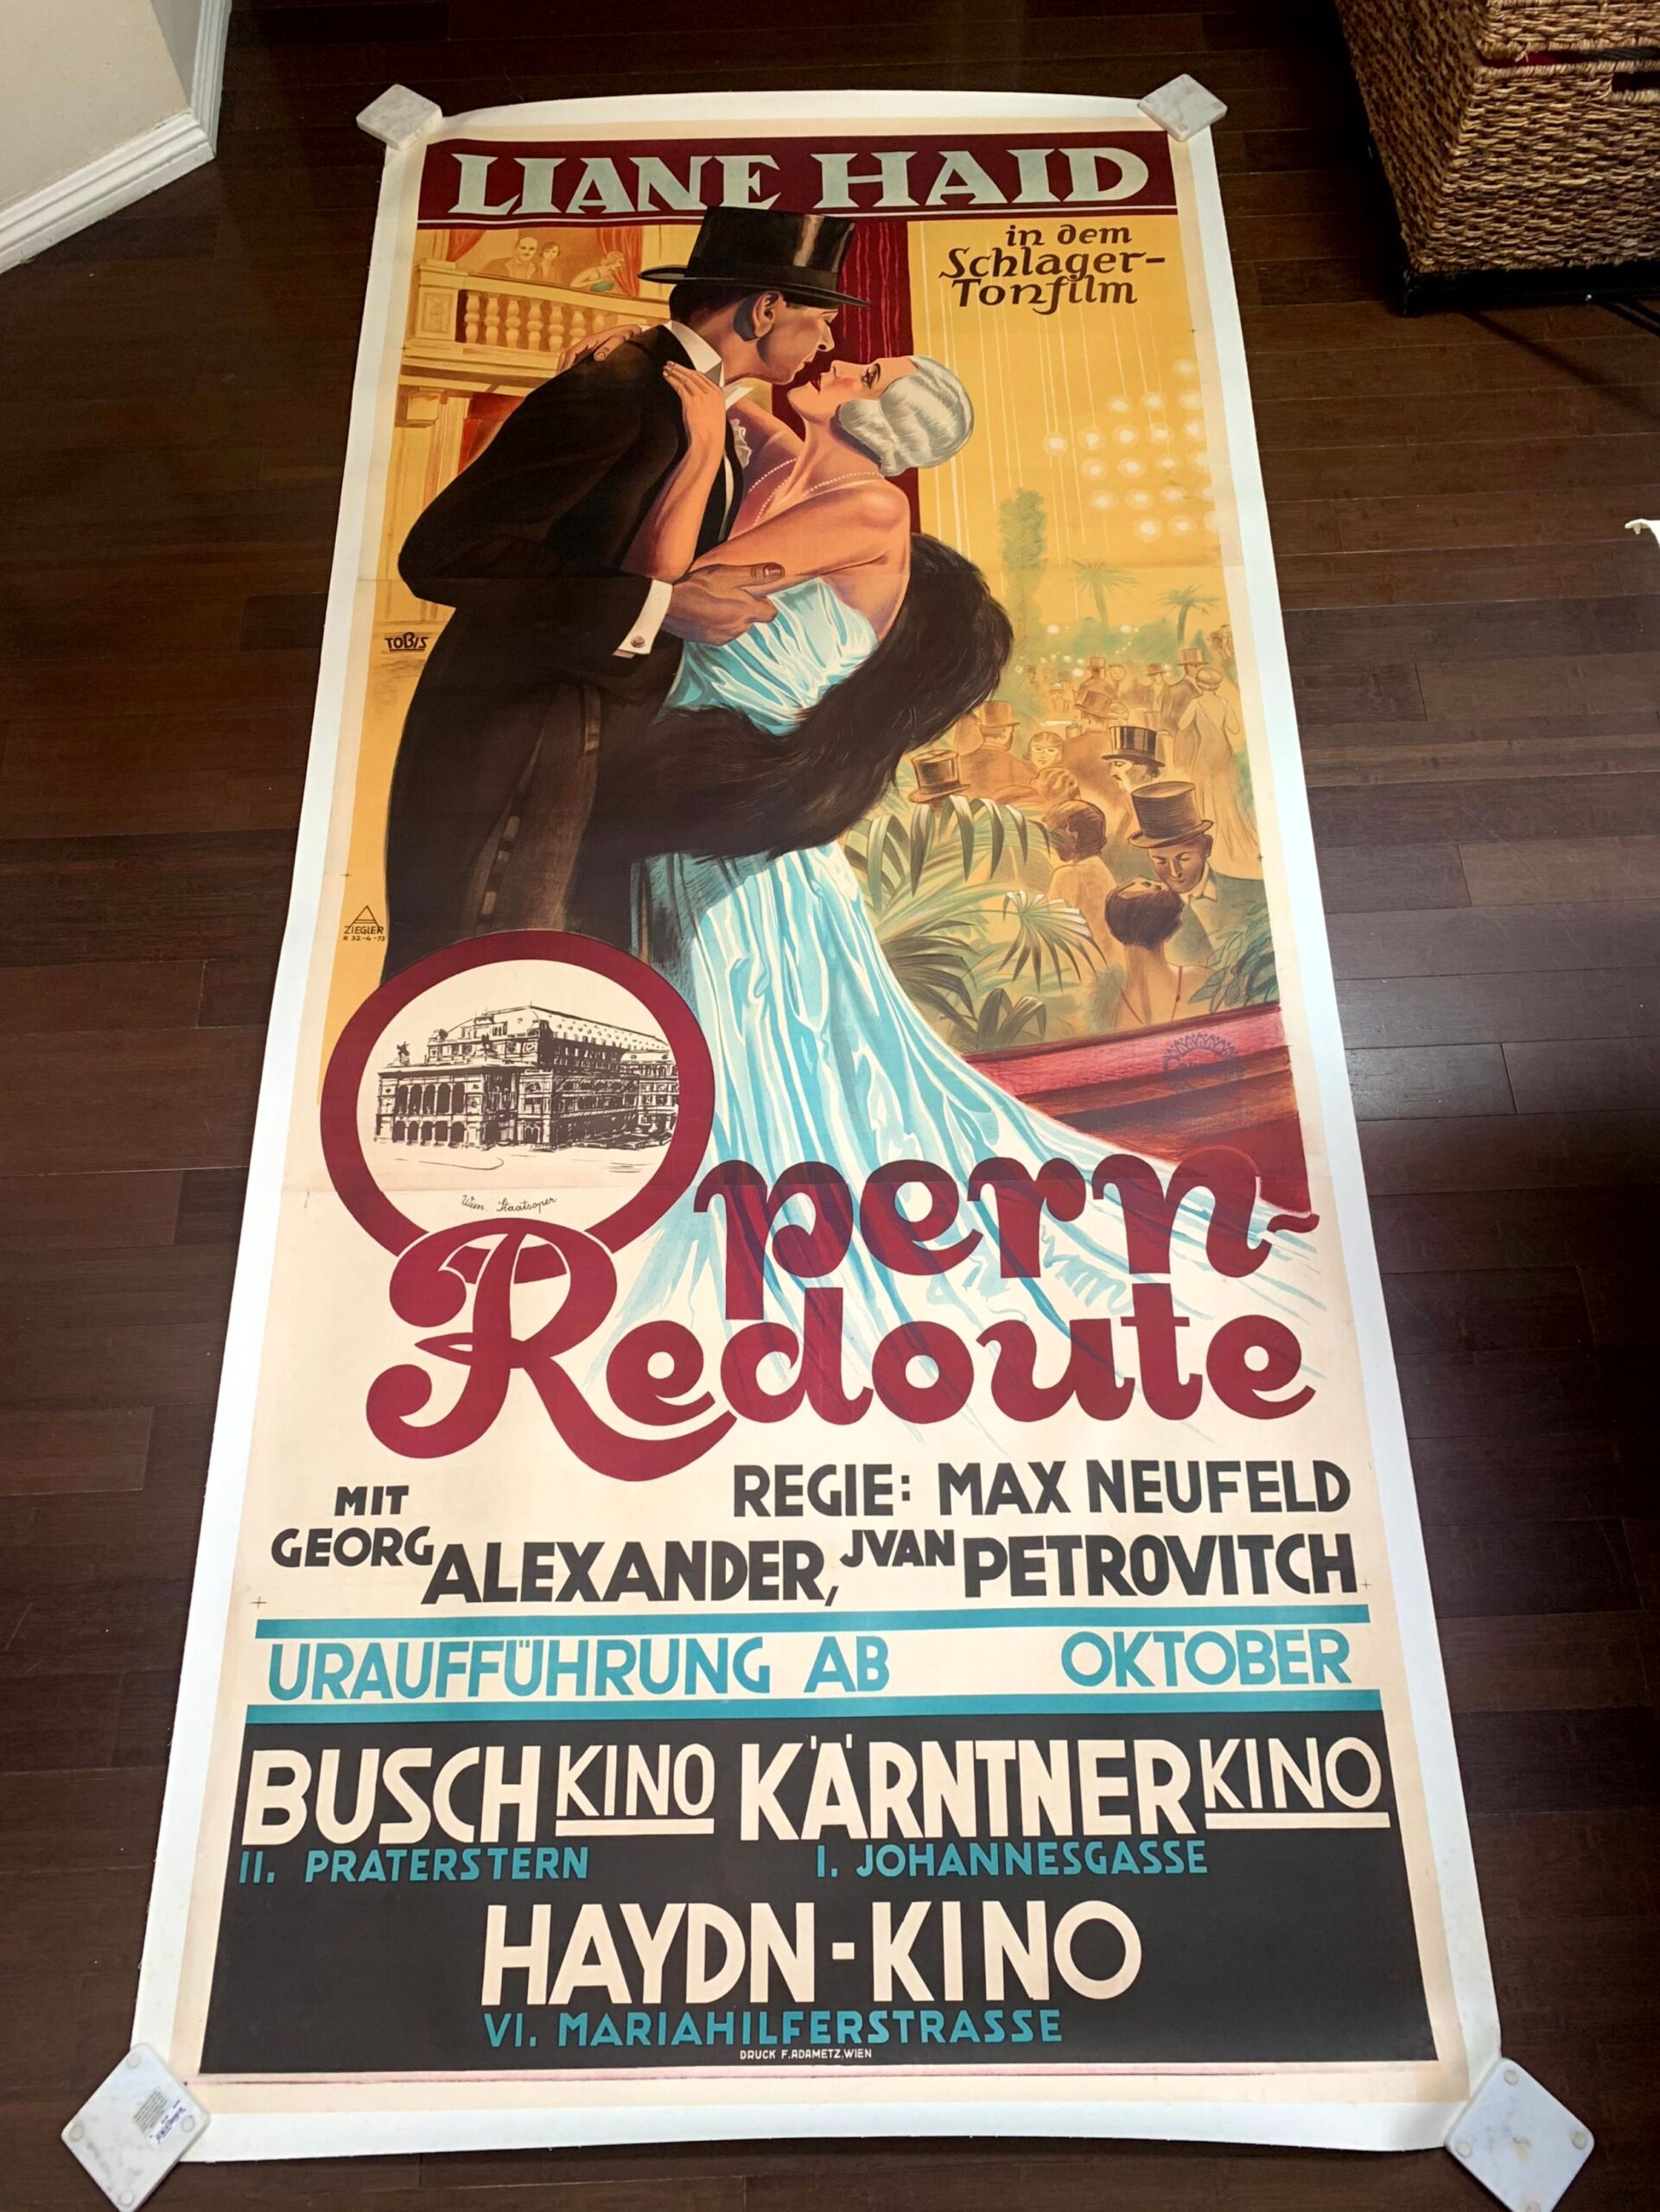 LIANE HAID
in dem
Schlager-
Tonfilm
TOBIS
ZIEGLER
Wien. Staatsoper
Opern-
Redoute
REGIE: MAX NEUFELD
MIT
GEORG ALEXANDER, JVAN PETROVITCH
URAUFFÜHRUNG AB OKTOBER
BUSCH KINO KÄRNTNER KINO
II. PRATERSTERN I. JOHANNESGASSE
HAYDN-KINO
VI. MARIAHILFERSTRASSE
DRUCK F. ADAMETZ, WIEN